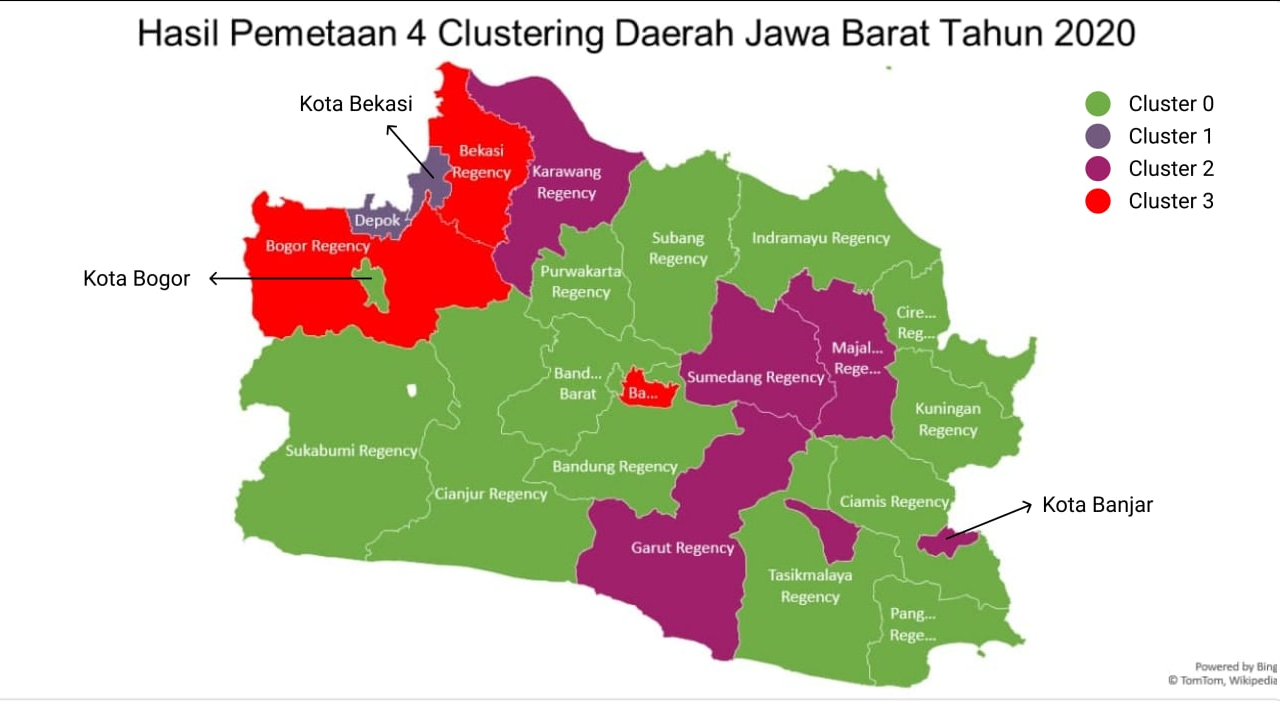 Hasil Pemetaan 4 Clustering Daerah Jawa Barat Tahun 2020
Kota Bekasi
Cluster 0
Cluster 1
Cluster 2
Cluster 3
Bekasi
Regency
Karawang
Regency
Depok
Bogor Regency
Kota Bogor
Subang
Regency
Indramayu Regency
Purwakarta
Regency
Cire...
Reg...
Majal...
Rege...
Band...
Barat
Ba...
Sumedang Regency
Kuningan
Regency
Sukabumi Regency
Cianjur Regency
Bandung Regency
Ciamis Regency
Kota Banjar
Garut Regency
Tasikmalaya
Regency
Pang...
Rege...
Powered by Bing
© TomTom, Wikipedia